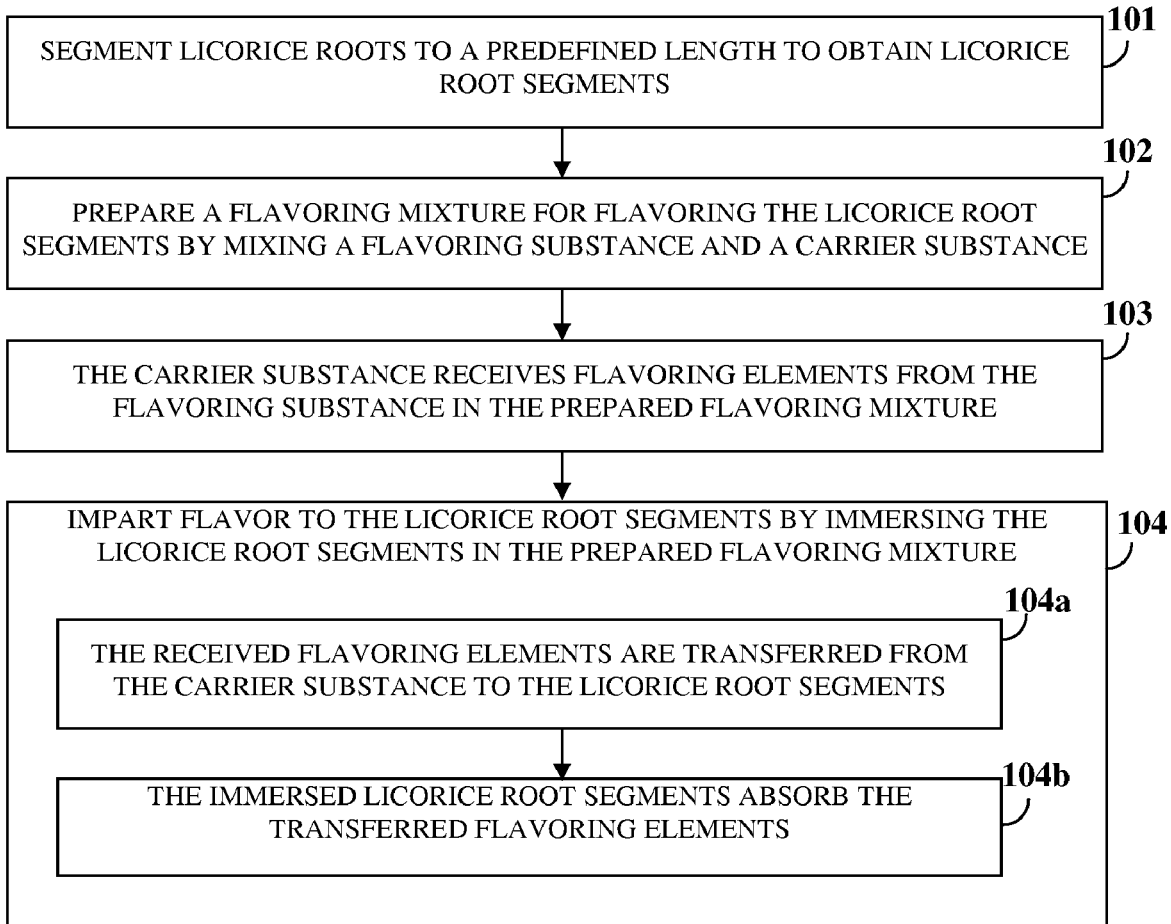 101
SEGMENT LICORICE ROOTS TO A PREDEFINED LENGTH TO OBTAIN LICORICE
ROOT SEGMENTS
102
PREPARE A FLAVORING MIXTURE FOR FLAVORING THE LICORICE ROOT
SEGMENTS BY MIXING A FLAVORING SUBSTANCE AND A CARRIER SUBSTANCE
103
THE CARRIER SUBSTANCE RECEIVES FLAVORING ELEMENTS FROM THE
FLAVORING SUBSTANCE IN THE PREPARED FLAVORING MIXTURE
IMPART FLAVOR TO THE LICORICE ROOT SEGMENTS BY IMMERSING THE
LICORICE ROOT SEGMENTS IN THE PREPARED FLAVORING MIXTURE
104
104a
THE RECEIVED FLAVORING ELEMENTS ARE TRANSFERRED FROM
THE CARRIER SUBSTANCE TO THE LICORICE ROOT SEGMENTS
104b
THE IMMERSED LICORICE ROOT SEGMENTS ABSORB THE
TRANSFERRED FLAVORING ELEMENTS